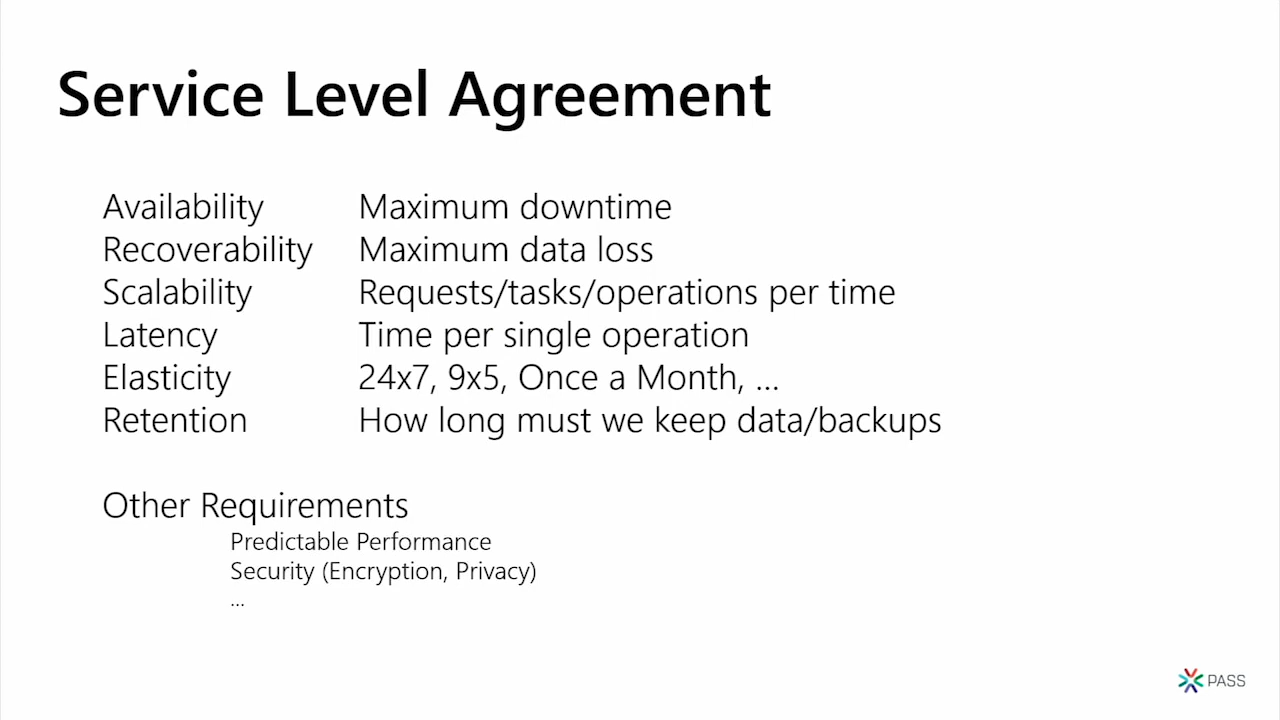 Service Level Agreement
Availability Maximum downtime
Recoverability Maximum data loss
Scalability Requests/tasks/operations per time
Latency Time per single operation
Elasticity 24x7, 9x5, Once a Month, ...
Retention How long must we keep data/backups
Other Requirements
Predictable Performance
Security (Encryption, Privacy)
...
PASS